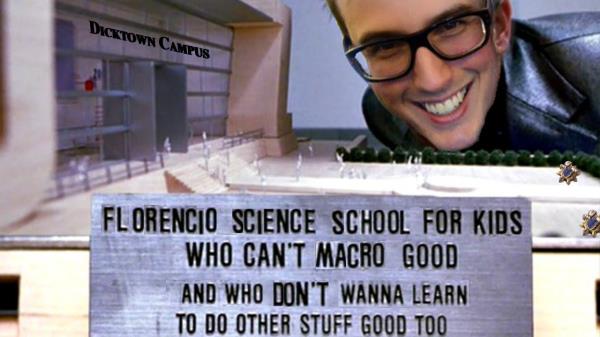 DICKTOWN CAMPUS
FLORENCIO SCIENCE SCHOOL FOR KIDS
WHO CAN'T MACRO GOOD
AND WHO DON'T WANNA LEARN
TO DO OTHER STUFF GOOD TOO